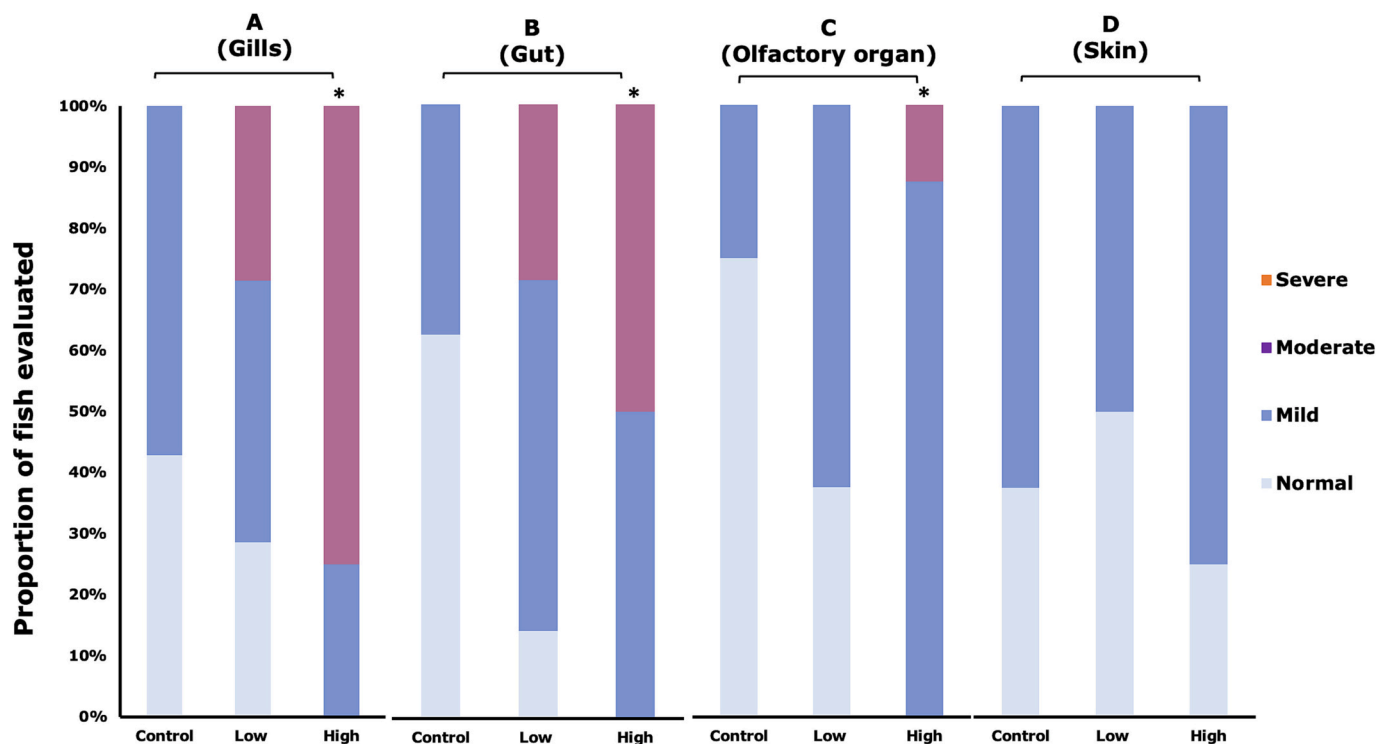 A
(Gills)
B
(Gut)
C
(Olfactory organ)
D
(Skin)
*
*
*
Proportion of fish evaluated
100%
90%
80%
70%
60%
50%
40%
30%
20%
10%
0%
Control Low High
Control Low High
Control Low High
Control Low High
Severe
Moderate
Mild
Normal